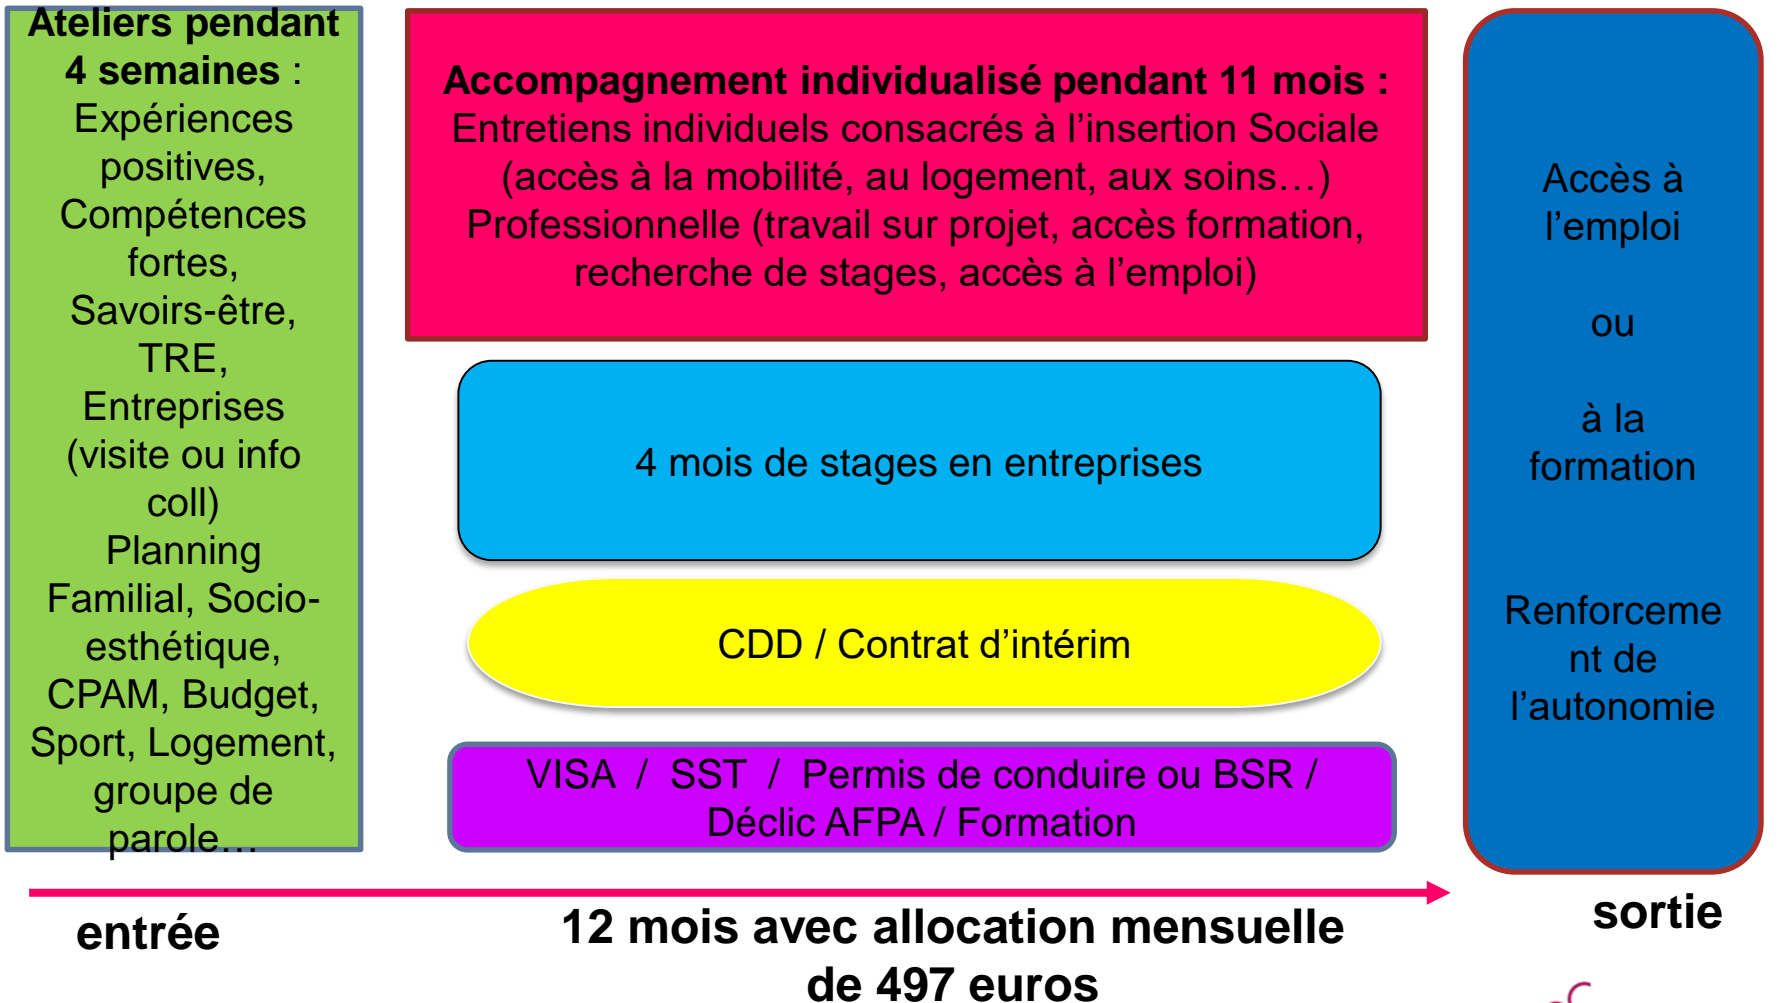 Ateliers pendant
4 semaines :
Expériences
positives,
Compétences
fortes,
Savoirs-être,
TRE,
Entreprises
(visite ou info
coll)
Planning
Familial, Socio-
esthétique,
CPAM, Budget,
Sport, Logement,
groupe de
parole…
Accompagnement individualisé pendant 11 mois :
Entretiens individuels consacrés à l’insertion Sociale
(accès à la mobilité, au logement, aux soins…)
Professionnelle (travail sur projet, accès formation,
recherche de stages, accès à l’emploi)
4 mois de stages en entreprises
CDD / Contrat d’intérim
VISA / SST / Permis de conduire ou BSR /
Déclic AFPA / Formation
Accès à
l’emploi
ou
à la
formation
Renforceme
nt de
l’autonomie
entrée
12 mois avec allocation mensuelle
de 497 euros
sortie